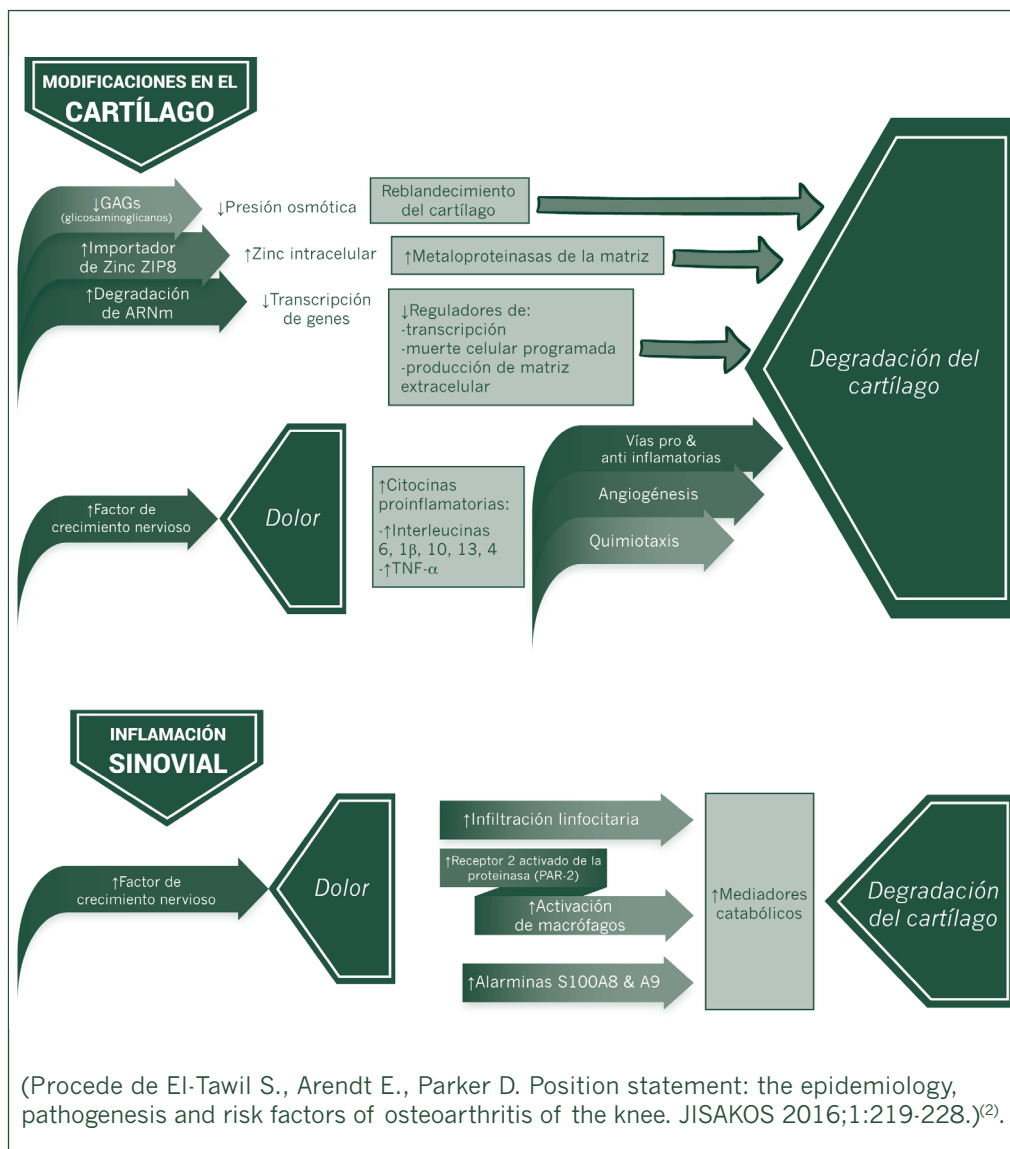 MODIFICACIONES EN EL
CARTÍLAGO
↓GAGs
(glicosaminoglicanos)
↓Presión osmótica
Reblandecimiento
del cartílago
↑Importador
de Zinc ZIP8
↑Zinc intracelular
↑Metaloproteinasas de la matriz
↑Degradación
de ARNm
↓Transcripción
de genes
↓Reguladores de:
-transcripción
-muerte celular programada
-producción de matriz
extracelular
Degradación del
cartílago
↑Factor de
crecimiento nervioso
Dolor
↑Citocinas
proinflamatorias:
-↑Interleucinas
6, 1β, 10, 13, 4
-↑TNF-α
Vías pro &
anti inflamatorias
Angiogénesis
Quimiotaxis
INFLAMACIÓN
SINOVIAL
↑Factor de
crecimiento nervioso
Dolor
↑Infiltración linfocitaria
↑Receptor 2 activado de la
proteinasa (PAR-2)
↑Activación
de macrófagos
↑Alarminas S100A8 & A9
↑Mediadores
catabólicos
Degradación
del cartílago
(Procede de El-Tawil S., Arendt E., Parker D. Position statement: the epidemiology,
pathogenesis and risk factors of osteoarthritis of the knee. JISAKOS 2016;1:219-228.)(2).